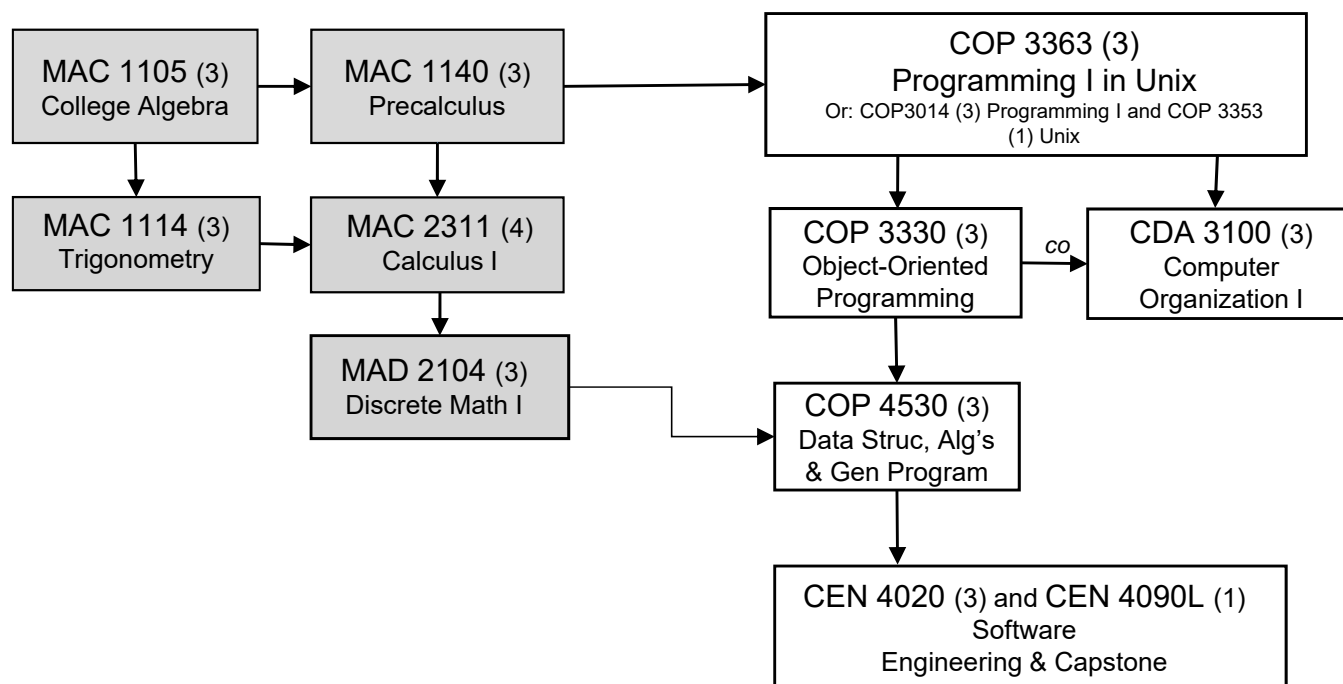 MAC 1105 (3)
College Algebra
MAC 1140 (3)
Precalculus
COP 3363 (3)
Programming I in Unix
Or: COP3014 (3) Programming I and COP 3353
(1) Unix
MAC 1114 (3)
Trigonometry
MAC 2311 (4)
Calculus I
COP 3330 (3)
Object-Oriented
Programming
co
CDA 3100 (3)
Computer
Organization I
MAD 2104 (3)
Discrete Math I
COP 4530 (3)
Data Struc, Alg’s
& Gen Program
CEN 4020 (3) and CEN 4090L (1)
Software
Engineering & Capstone